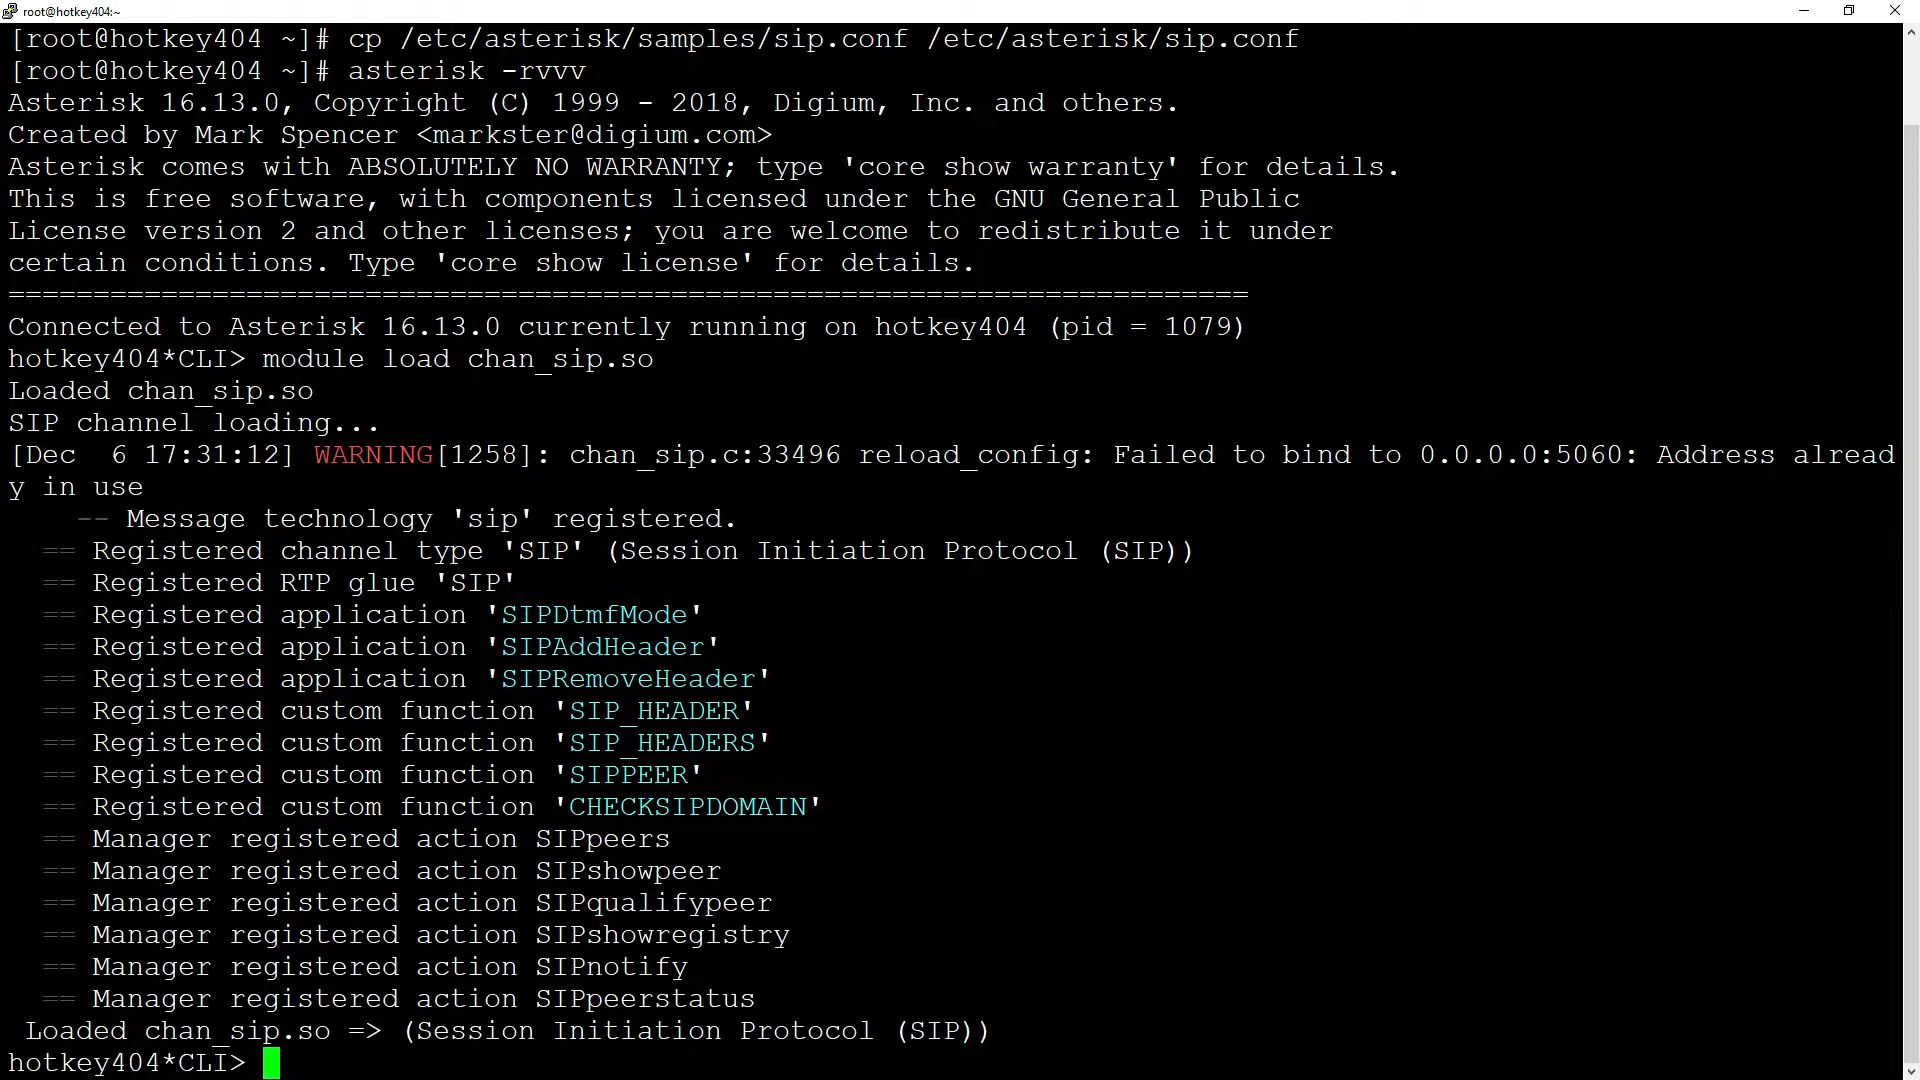 root@hotkey404:~
[root@hotkey404 ~]# cp /etc/asterisk/samples/sip.conf /etc/asterisk/sip.conf
[root@hotkey404 ~]# asterisk -rvvv
Asterisk 16.13.0, Copyright (C) 1999 - 2018, Digium, Inc. and others.
Created by Mark Spencer <markster@digium.com>
Asterisk comes with ABSOLUTELY NO WARRANTY; type 'core show warranty' for details.
This is free software, with components licensed under the GNU General Public
License version 2 and other licenses; you are welcome to redistribute it under
certain conditions. Type 'core show license' for details.
=========================================================================
Connected to Asterisk 16.13.0 currently running on hotkey404 (pid = 1079)
hotkey404*CLI> module load chan_sip.so
Loaded chan_sip.so
SIP channel loading...
[Dec  6 17:31:12] WARNING[1258]: chan_sip.c:33496 reload_config: Failed to bind to 0.0.0.0:5060: Address alread
y in use
    -- Message technology 'sip' registered.
  == Registered channel type 'SIP' (Session Initiation Protocol (SIP))
  == Registered RTP glue 'SIP'
  == Registered application 'SIPDtmfMode'
  == Registered application 'SIPAddHeader'
  == Registered application 'SIPRemoveHeader'
  == Registered custom function 'SIP_HEADER'
  == Registered custom function 'SIP_HEADERS'
  == Registered custom function 'SIPPEER'
  == Registered custom function 'CHECKSIPDOMAIN'
  == Manager registered action SIPpeers
  == Manager registered action SIPshowpeer
  == Manager registered action SIPqualifypeer
  == Manager registered action SIPshowregistry
  == Manager registered action SIPnotify
  == Manager registered action SIPpeerstatus
 Loaded chan_sip.so => (Session Initiation Protocol (SIP))
hotkey404*CLI>